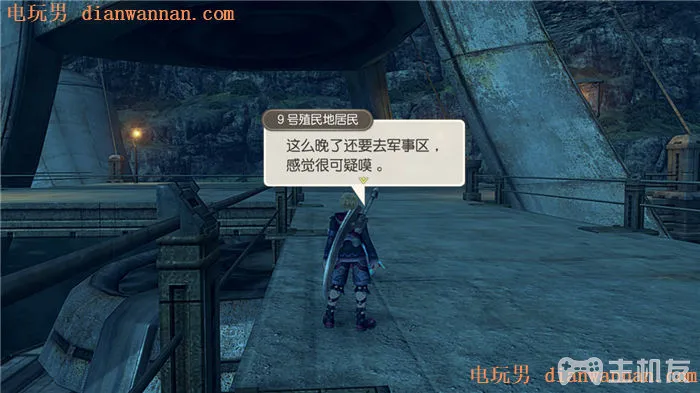 电玩男 dianwannan.com
9号殖民地居民
这么晚了还要去军事区，
感觉很可疑嘆。
电玩男 dianwannan.com
主机友